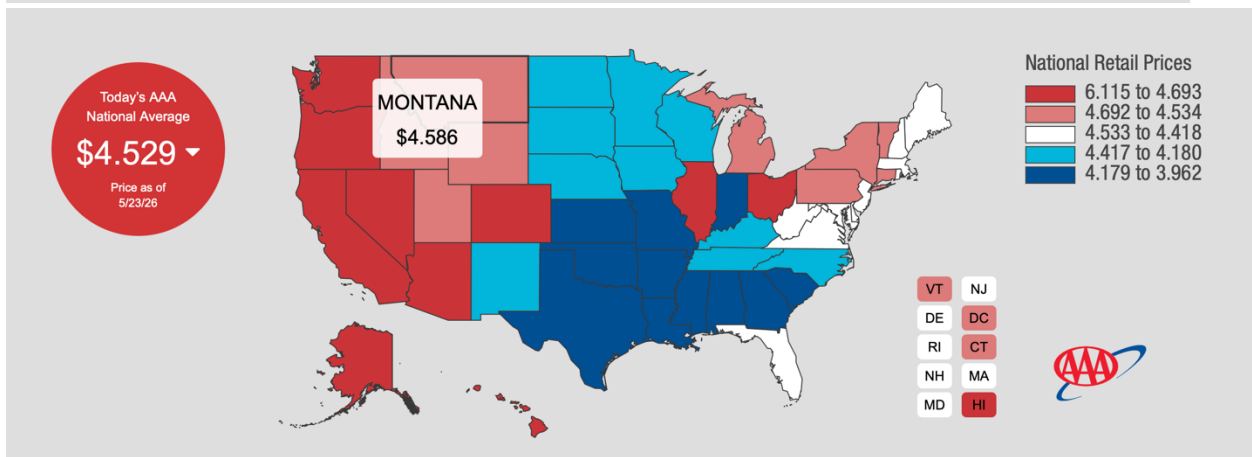 Today's AAA
National Average
$4.529
Price as of
5/23/26
MONTANA
$4.586
National Retail Prices
6.115 to 4.693
4.692 to 4.534
4.533 to 4.418
4.417 to 4.180
4.179 to 3.962
VT NJ
DE DC
RI CT
NH MA
MD HI
AAA